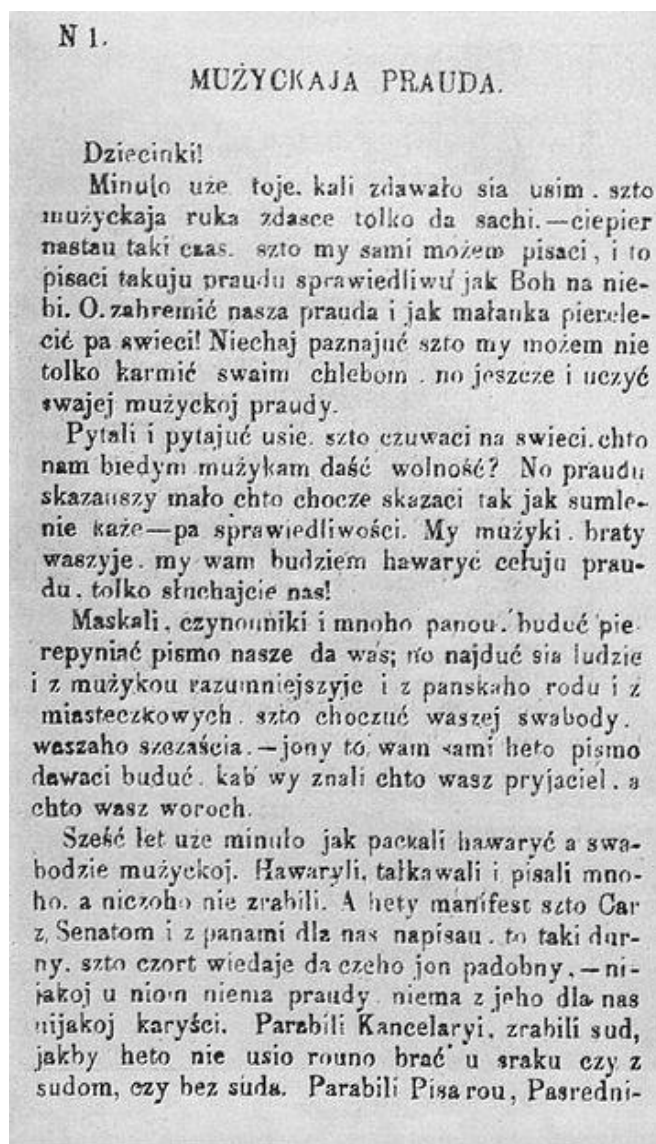 N 1.
MUŻYCKAJA PRAUDA.
Dziecinki!
Minuło uże toje. kali zdawało sia usim. szto
mużyckaja ruka zdasce tolko da sachi.—ciepier
nastau taki czas. szto my sami możem pisaci, i to
pisaci takuju praudu sprawiedliwu jak Boh na nie-
bi. O. zahremić nasza prauda i jak małanka pierele-
cić pa swieci! Niechaj paznajuć szto my możem nie
tolko karmić swaim chlebom. no jeszcze i uczyć
swajej mużyckoj praudy.
Pytali i pytajuć usie. szto czuwaci na swieci. chto
nam biedym mużykam daść wolność? No praudu
skazauszy mało chto chocze skazaci tak jak sumle-
nie każe—pa sprawiedliwości. My mużyki. braty
waszyje. my wam budziem hawaryć cełuju prau-
du. tolko słuchajcie nas!
Maskali. czynouniki i mnoho panou. buduć pie-
repyniać pismo nasze da was; no najduć sia ludzie
i z mużykou razumniejszyje i z panskaho rodu i z
miasteczkowych. szto choczuć waszej swabody.
waszaho szczaścia.—jony to, wam sami heto pismo
dawaci buduć. kab wy znali chto wasz pryjaciel. a
chto wasz woroch.
Sześć let uże minuło jak paczali hawaryć a swa-
bodzie mużyckoj. Hawaryli, tałkawali i pisali mno-
ho. a niczoho nie zrabili. A hety manifest szto Car
z, Senatom i z panami dla nas napisau. to taki dur-
ny. szto czort wiedaje da czeho jon padobny.—ni-
jakoj u niom niema praudy niema z jeho dla nas
nijakoj karyści. Parabili Kancelaryi. zrabili sud,
jakby heto nie usio rouno brać u sraku czy z
sudom, czy bez suda. Parabili Pisarou, Pasredni-